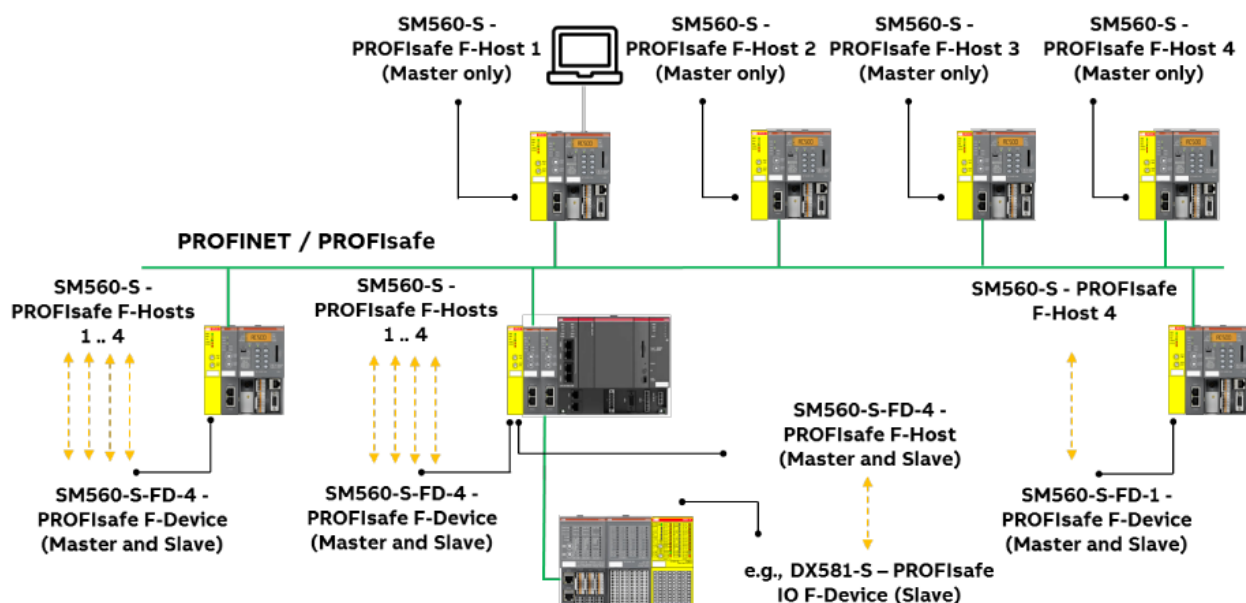 SM560-S -
PROFIsafe F-Host 1
(Master only)
SM560-S -
PROFIsafe F-Host 2
(Master only)
SM560-S -
PROFIsafe F-Host 3
(Master only)
SM560-S -
PROFIsafe F-Host 4
(Master only)
PROFINET / PROFIsafe
SM560-S -
PROFIsafe F-Hosts
1 .. 4
SM560-S -
PROFIsafe F-Hosts
1 .. 4
SM560-S - PROFIsafe
F-Host 4
SM560-S-FD-4 -
PROFIsafe F-Device
(Master and Slave)
SM560-S-FD-4 -
PROFIsafe F-Device
(Master and Slave)
SM560-S-FD-4 -
PROFIsafe F-Host
(Master and Slave)
SM560-S-FD-1 -
PROFIsafe F-Device
(Master and Slave)
e.g., DX581-S – PROFIsafe
IO F-Device (Slave)